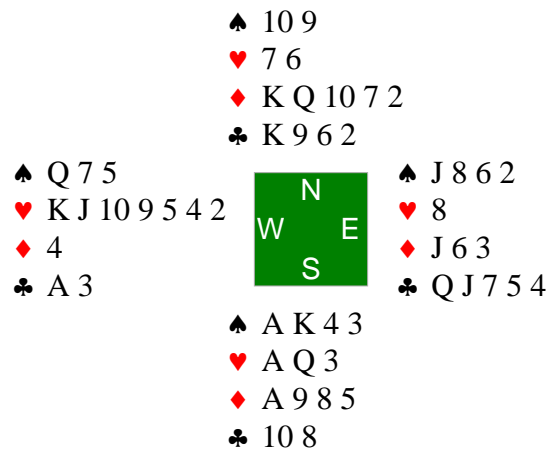 ♠ 10 9
♥ 7 6
♦ K Q 10 7 2
♣ K 9 6 2
♠ Q 7 5
♥ K J 10 9 5 4 2
♦ 4
♣ A 3
N
W E
S
♠ J 8 6 2
♥ 8
♦ J 6 3
♣ Q J 7 5 4
♠ A K 4 3
♥ A Q 3
♦ A 9 8 5
♣ 10 8